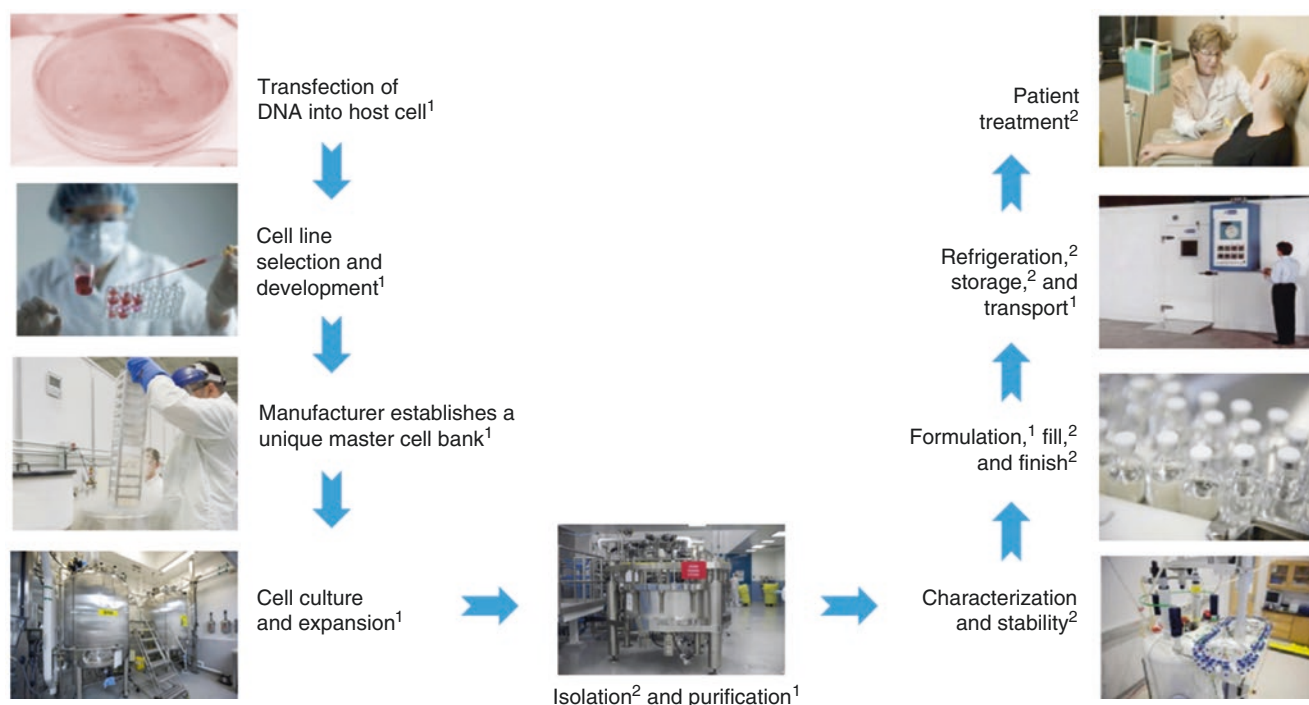 Transfection of
DNA into host cell¹
Cell line
selection and
development¹
Manufacturer establishes a
unique master cell bank¹
Cell culture
and expansion¹
Isolation² and purification¹
Characterization
and stability²
Formulation,¹ fill,²
and finish²
Refrigeration,²
storage,² and
transport¹
Patient
treatment²